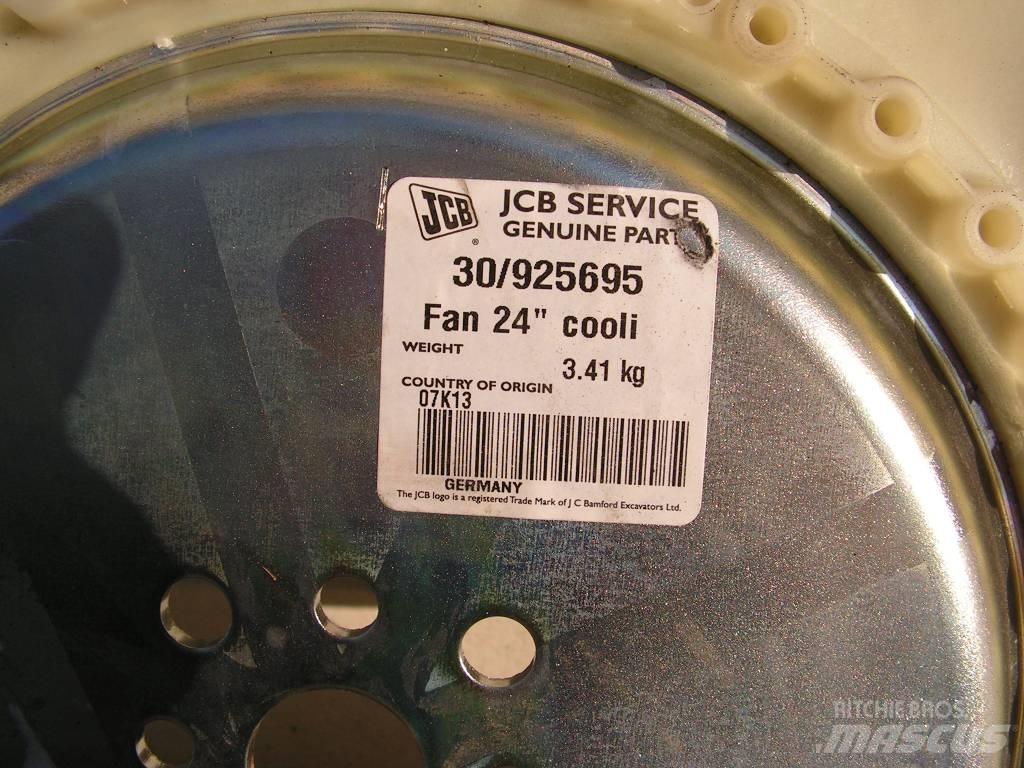 JCB
JCB SERVICE
®
GENUINE PART
30/925695
Fan 24" cooli
WEIGHT
3.41 kg
COUNTRY OF ORIGIN
07K13
GERMANY
The JCB logo is a registered Trade Mark of J C Bamford Excavators Ltd.
RITCHIE BROS.
MASCUS